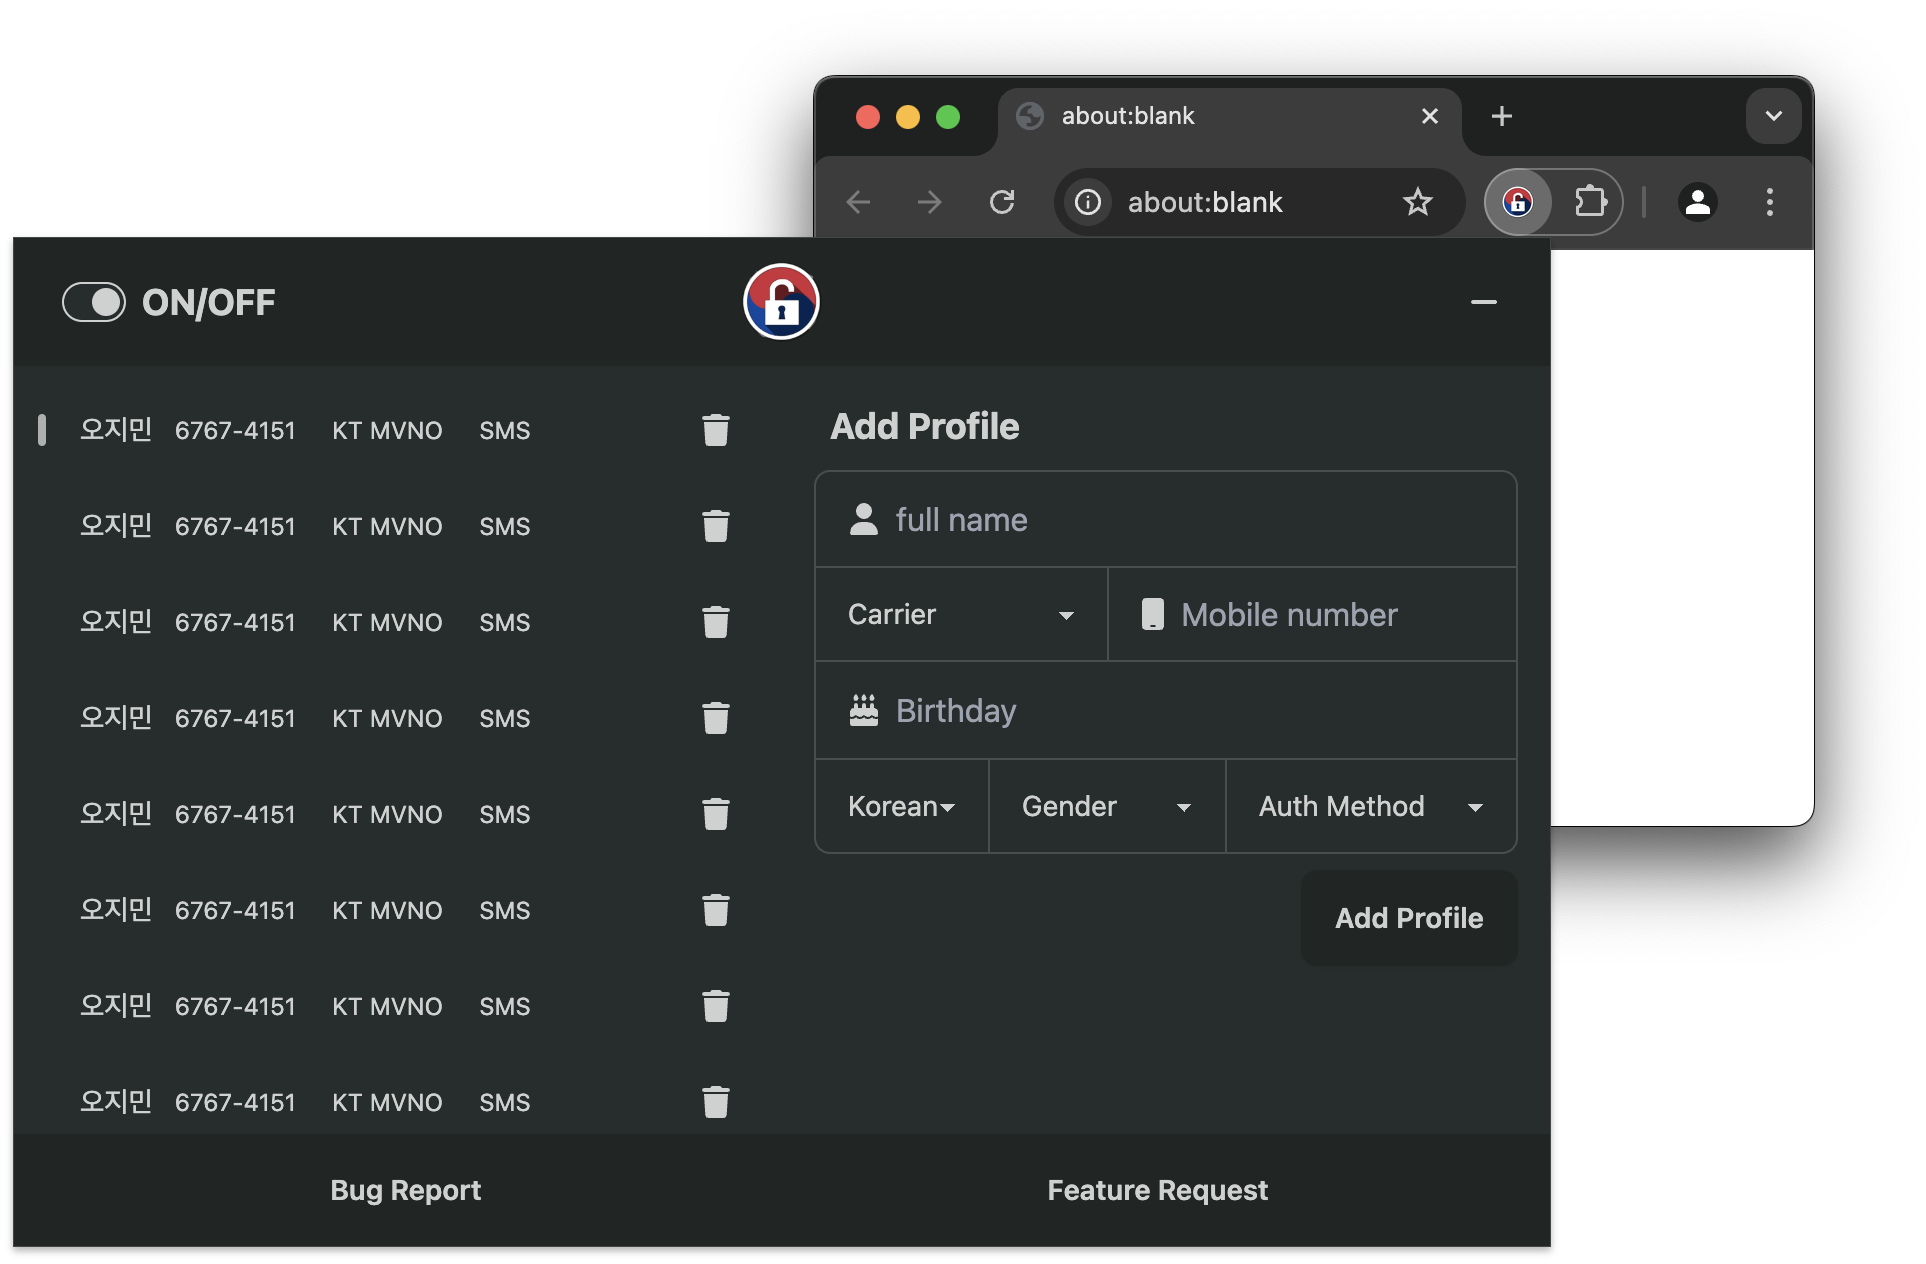 about:blank
about:blank
ON/OFF
오지민 6767-4151 KT MVNO SMS
오지민 6767-4151 KT MVNO SMS
오지민 6767-4151 KT MVNO SMS
오지민 6767-4151 KT MVNO SMS
오지민 6767-4151 KT MVNO SMS
오지민 6767-4151 KT MVNO SMS
오지민 6767-4151 KT MVNO SMS
오지민 6767-4151 KT MVNO SMS
Add Profile
full name
Carrier Mobile number
Birthday
Korean Gender Auth Method
Add Profile
Bug Report Feature Request